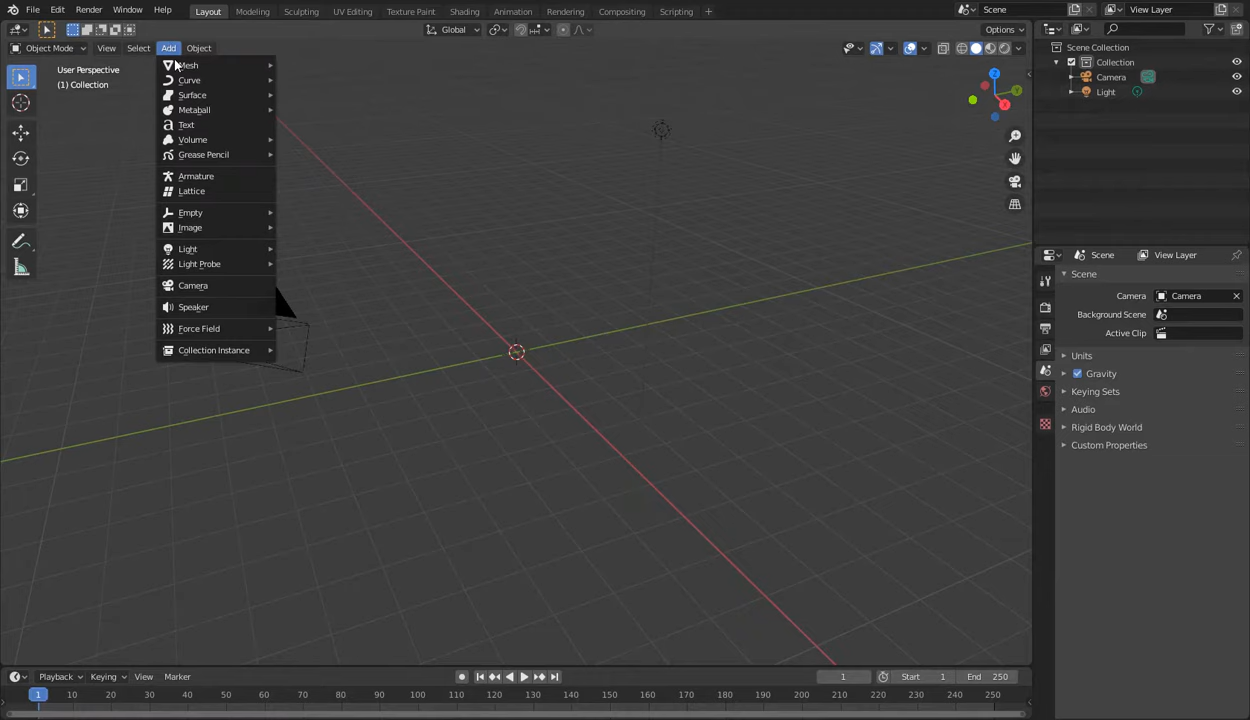 File Edit Render Window Help Layout Modeling Sculpting UV Editing Texture Paint Shading Animation Rendering Compositing Scripting + Scene View Layer
Global Options
Object Mode View Select Add Object
User Perspective
(1) Collection
Mesh
Curve
Surface
Metaball
Text
Volume
Grease Pencil
Armature
Lattice
Empty
Image
Light
Light Probe
Camera
Speaker
Force Field
Collection Instance
Z
Y
X
Scene Collection
Collection
Camera
Light
Scene View Layer
Scene
Camera Camera
Background Scene
Active Clip
Units
Gravity
Keying Sets
Audio
Rigid Body World
Custom Properties
Playback Keying View Marker 1 Start 1 End 250
1 10 20 30 40 50 60 70 80 90 100 110 120 130 140 150 160 170 180 190 200 210 220 230 240 250